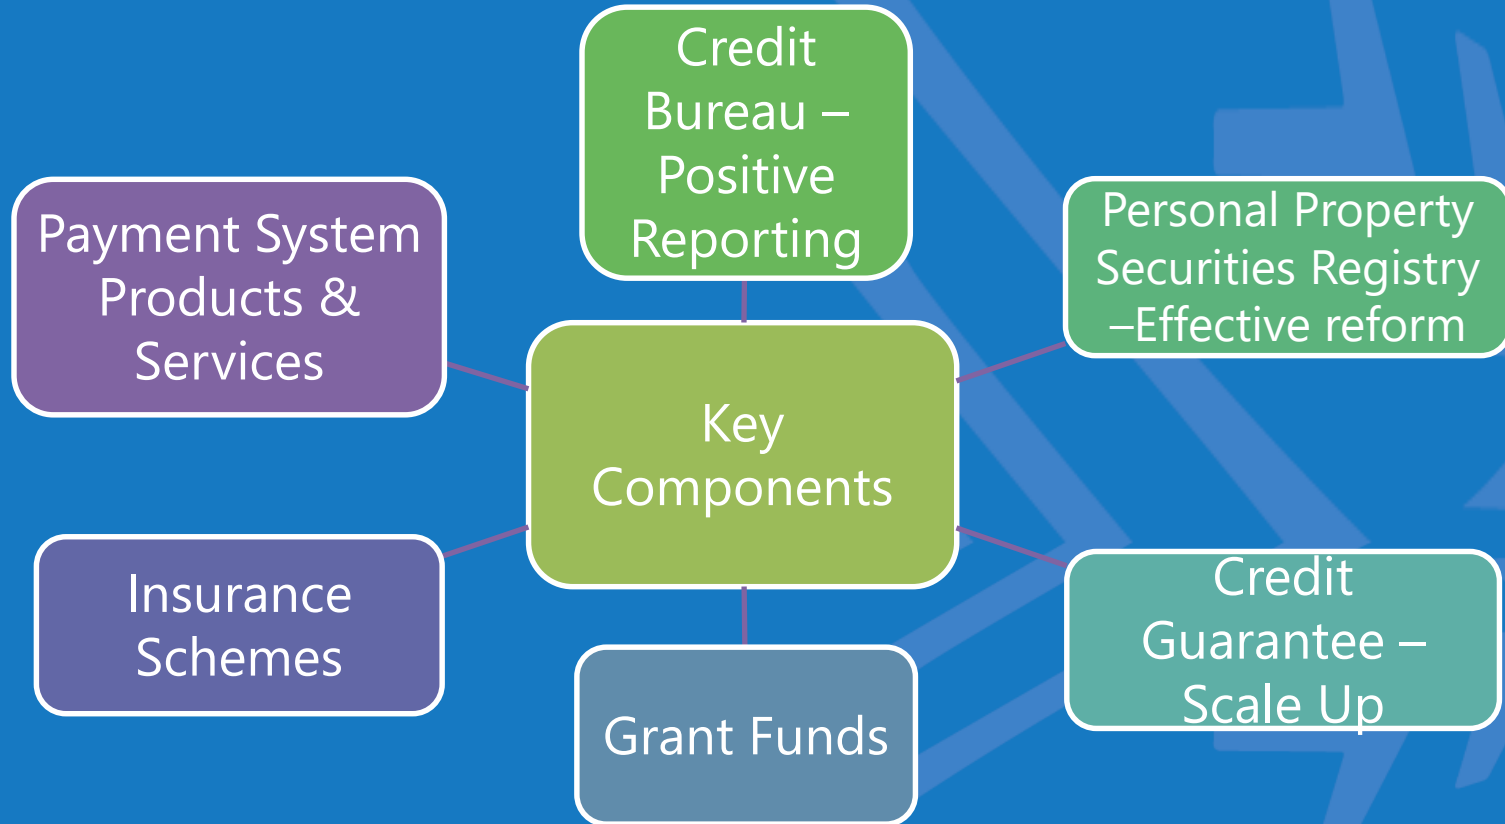 Credit
Bureau –
Positive
Reporting
Personal Property
Securities Registry
–Effective reform
Payment System
Products &
Services
Key
Components
Credit
Guarantee –
Scale Up
Insurance
Schemes
Grant Funds